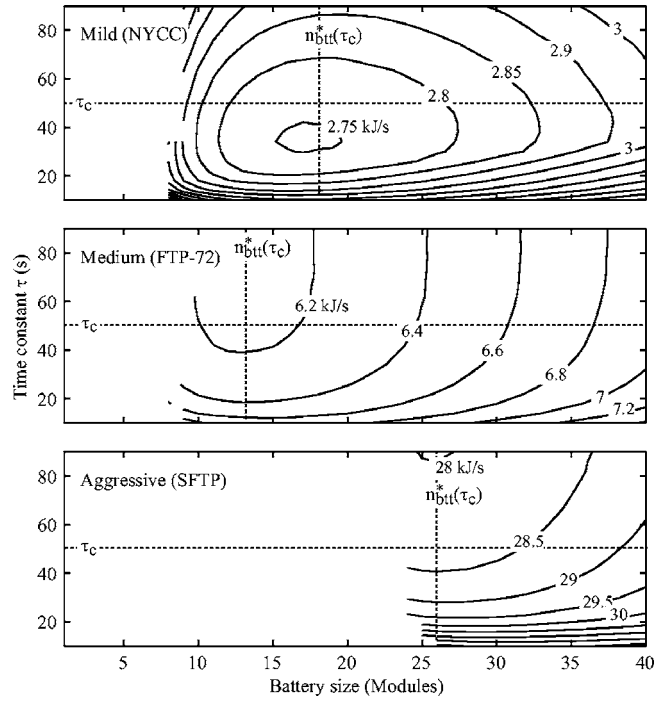 Mild (NYCC)
n*btt(τc)
3
2.9
2.85
2.8
2.75 kJ/s
3
τc
80
60
40
20
Medium (FTP-72)
n*btt(τc)
6.2 kJ/s
6.4
6.6
6.8
7
7.2
τc
80
60
40
20
Time constant τ (s)
Aggressive (SFTP)
28 kJ/s
n*btt(τc)
28.5
29
29.5
30
τc
80
60
40
20
5 10 15 20 25 30 35 40
Battery size (Modules)